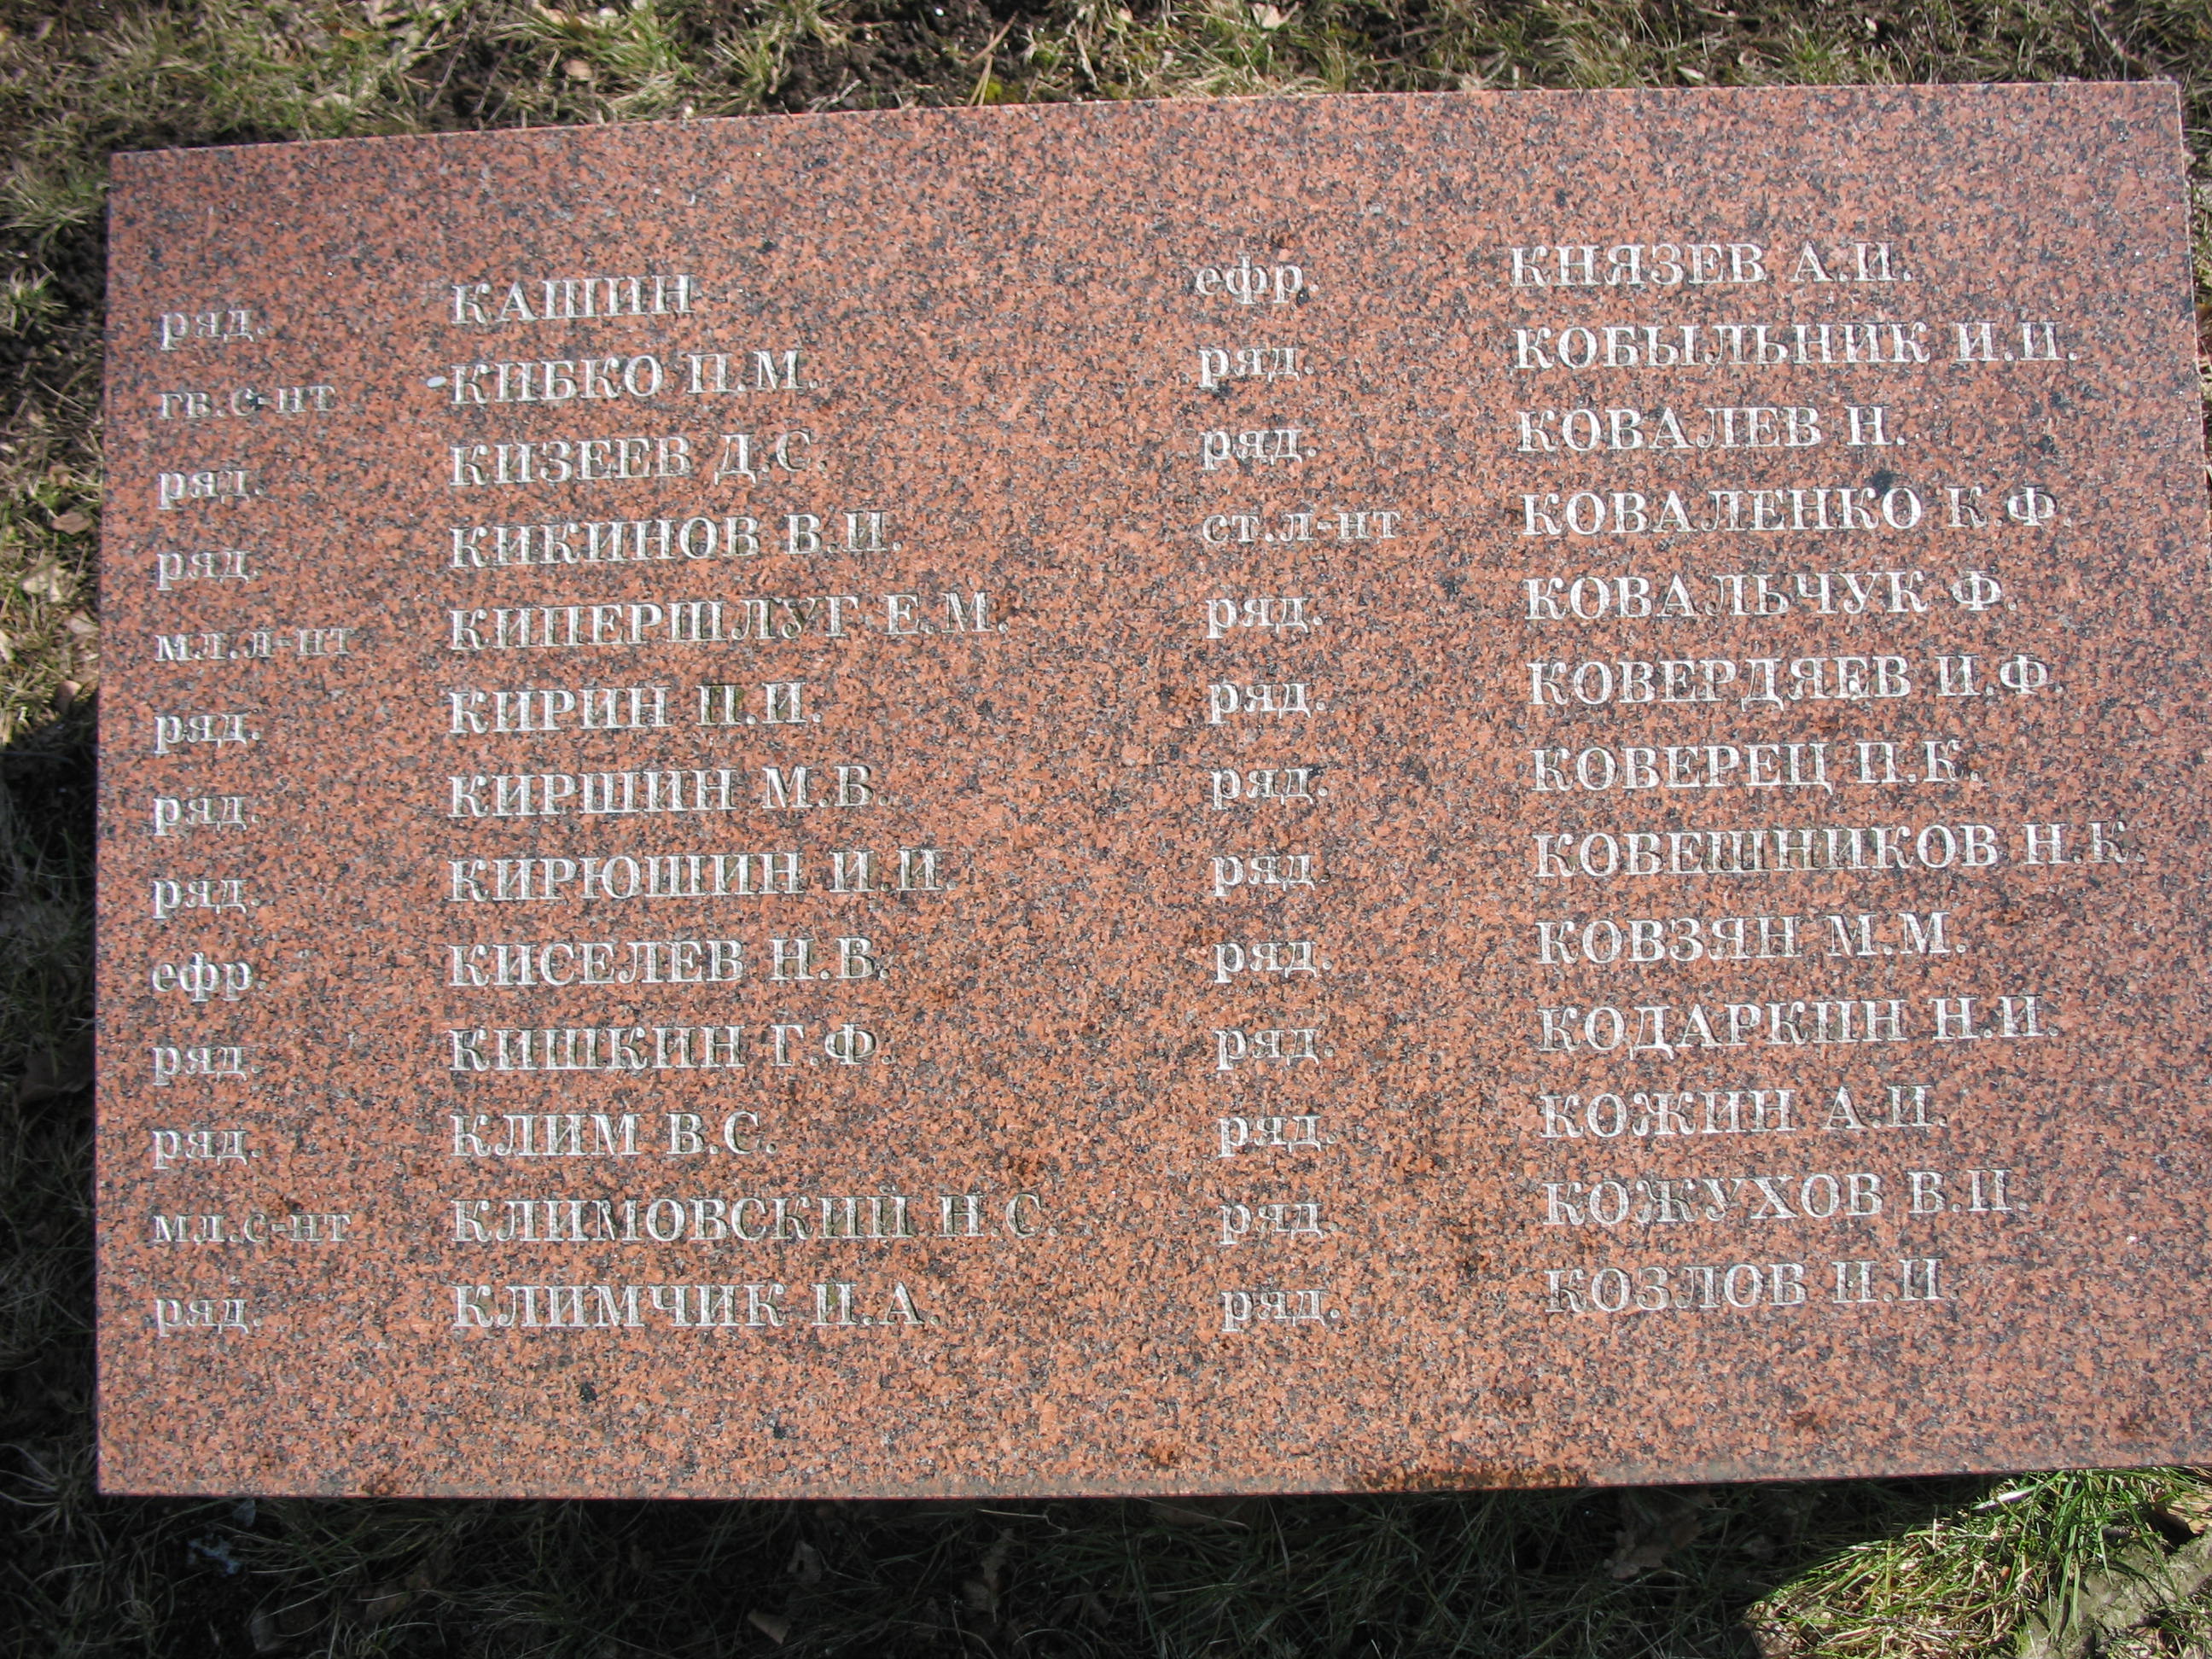 ряд. КАШИН
гв.с-нт КИБКО П.М.
ряд. КИЗЕЕВ Д.С.
ряд. КИКИНОВ В.И.
мл.л-нт КИПЕРШЛУГ Е.М.
ряд. КИРИН П.И.
ряд. КИРШИН М.В.
ряд. КИРЮШИН И.И.
ефр. КИСЕЛЕВ Н.В.
ряд. КИШКИН Г.Ф.
ряд. КЛИМ В.С.
мл.с-нт КЛИМОВСКИЙ Н.С.
ряд. КЛИМЧИК И.А.
ефр. КНЯЗЕВ А.И.
ряд. КОБЫЛЬНИК И.И.
ряд. КОВАЛЕВ Н.
ст.л-нт КОВАЛЕНКО К.Ф.
ряд. КОВАЛЬЧУК Ф.
ряд. КОВЕРДЯЕВ И.Ф.
ряд. КОВЕРЕЦ П.К.
ряд. КОВЕШНИКОВ Н.К.
ряд. КОВЗЯН М.М.
ряд. КОДАРКИН Н.И.
ряд. КОЖИН А.И.
ряд. КОЖУХОВ В.И.
ряд. КОЗЛОВ И.И.